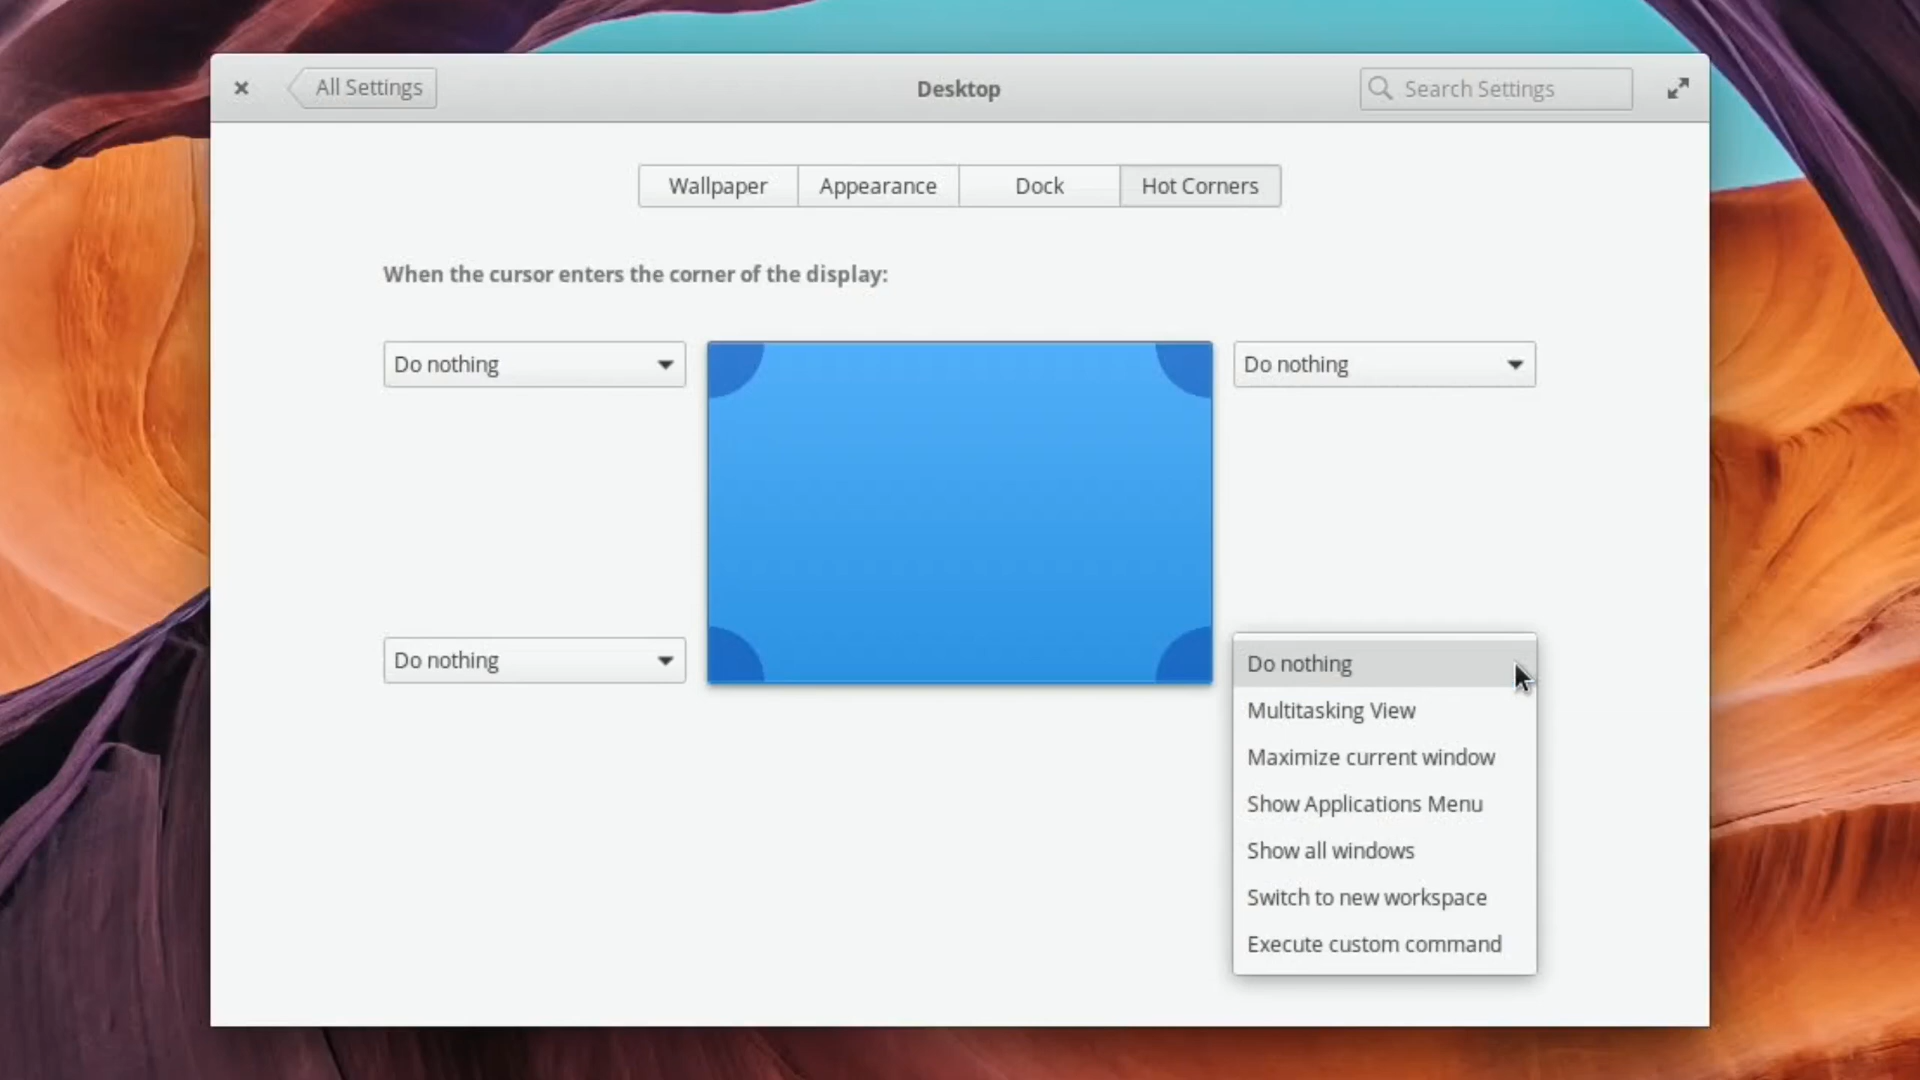 All Settings
Desktop
Search Settings
Wallpaper
Appearance
Dock
Hot Corners
When the cursor enters the corner of the display:
Do nothing
Do nothing
Do nothing
Do nothing
Multitasking View
Maximize current window
Show Applications Menu
Show all windows
Switch to new workspace
Execute custom command